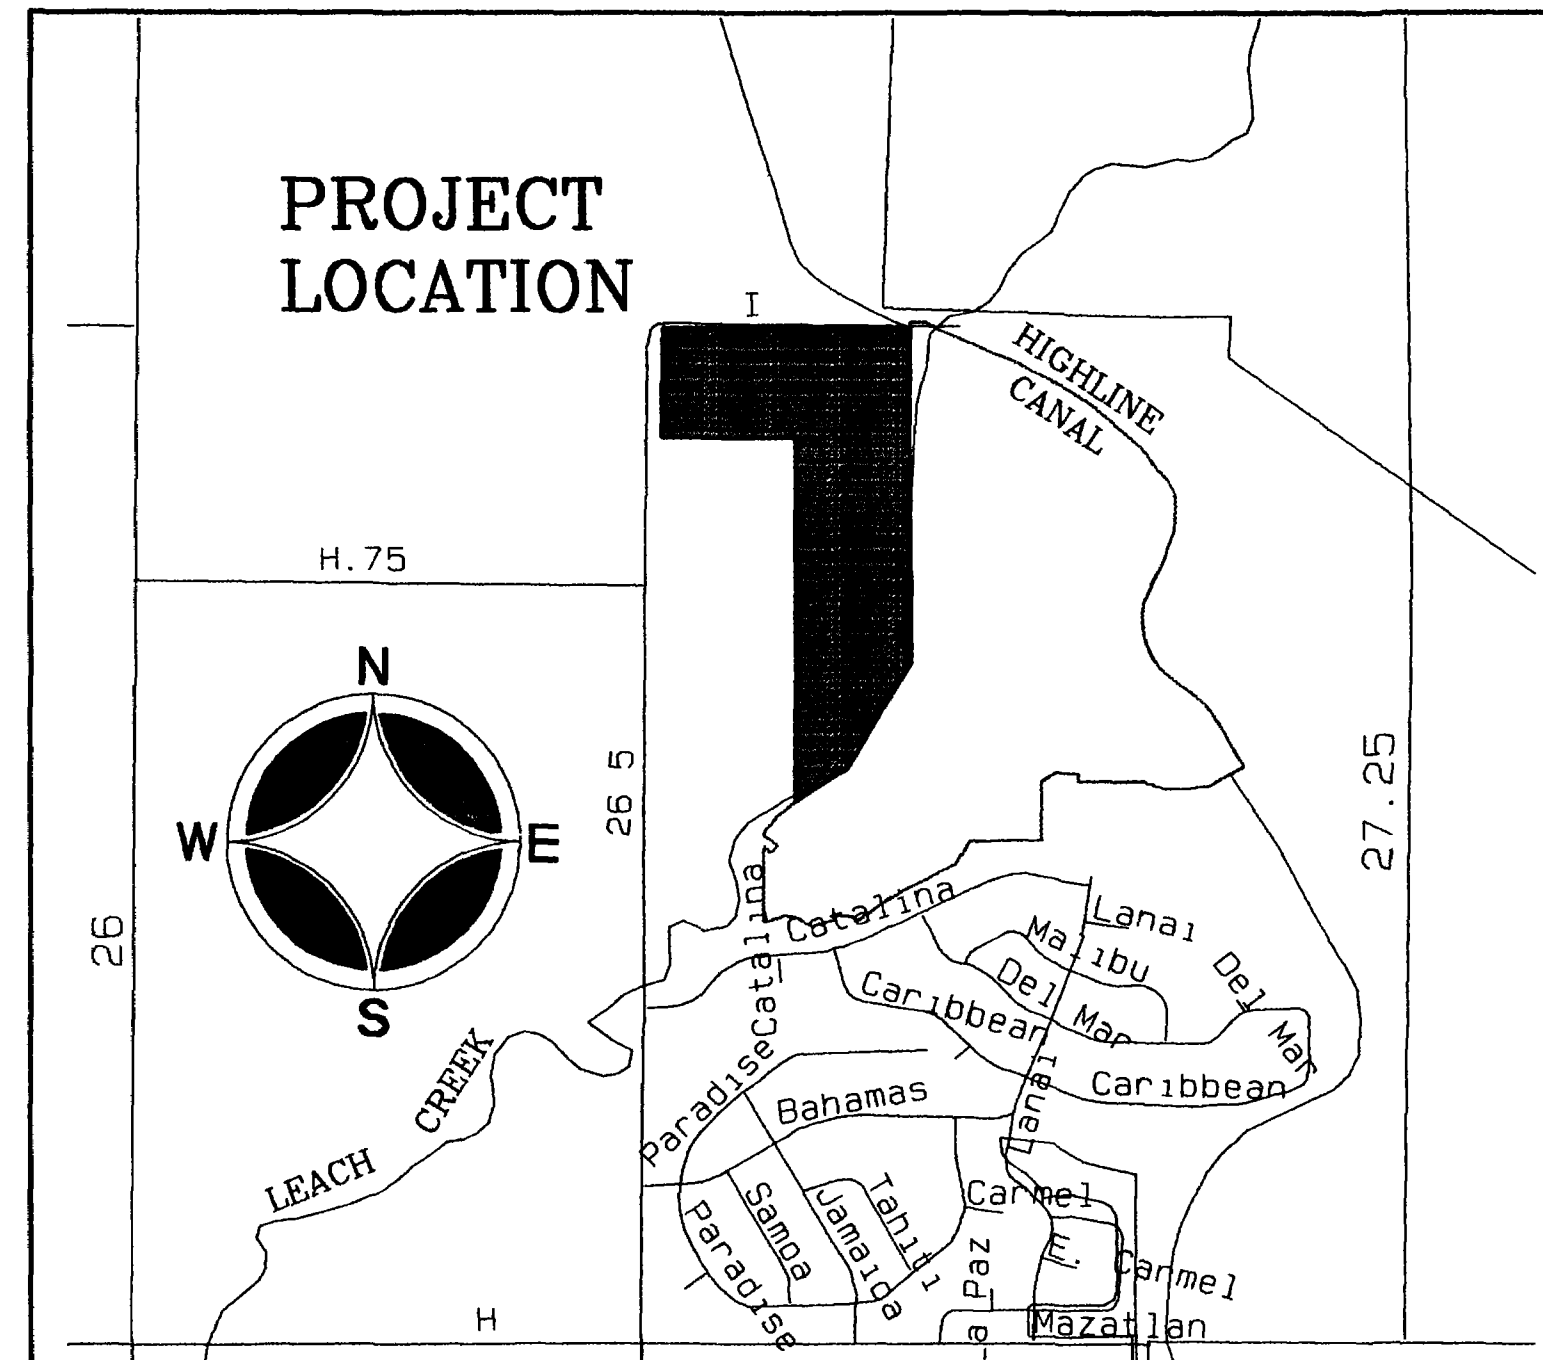 PROJECT
LOCATION
I
HIGHLINE
CANAL
H.75
N
W
E
S
26 5
27.25
26
Catalina
Catalina
Lanai
Malibu
Del
Del Mar
Mar
Caribbean
Caribbean
Lanai
CREEK
LEACH
Paradise
Bahamas
Carmel
Tahiti
Samoa
Jamaica
Paradise
E.
Carmel
a Paz
Mazatlan
H